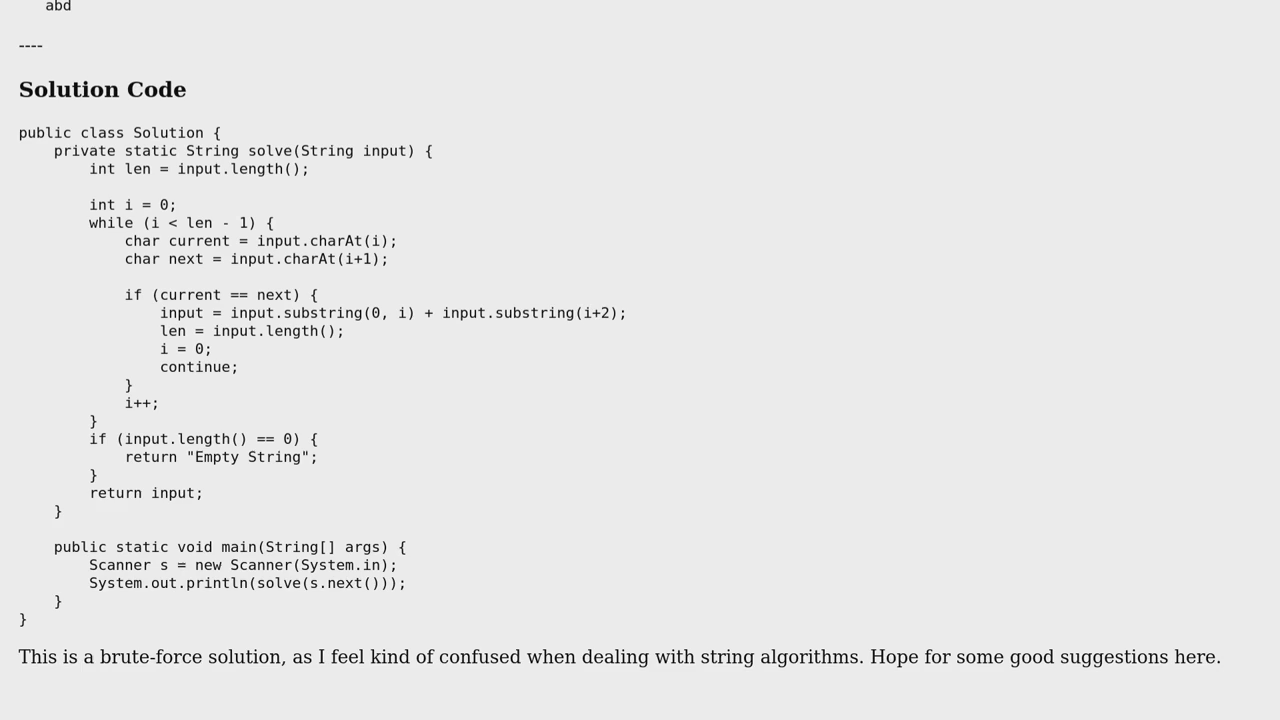 abd
----
Solution Code
public class Solution {
    private static String solve(String input) {
        int len = input.length();

        int i = 0;
        while (i < len - 1) {
            char current = input.charAt(i);
            char next = input.charAt(i+1);

            if (current == next) {
                input = input.substring(0, i) + input.substring(i+2);
                len = input.length();
                i = 0;
                continue;
            }
            i++;
        }
        if (input.length() == 0) {
            return "Empty String";
        }
        return input;
    }

    public static void main(String[] args) {
        Scanner s = new Scanner(System.in);
        System.out.println(solve(s.next()));
    }
}
This is a brute-force solution, as I feel kind of confused when dealing with string algorithms. Hope for some good suggestions here.